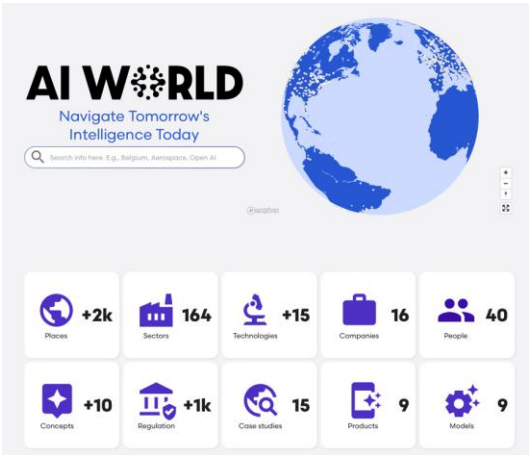 AI WORLD
Navigate Tomorrow's
Intelligence Today
Search info here. E.g., Belgium, Aerospace, Open AI
+2k
Places
164
Sectors
+15
Technologies
16
Companies
40
People
+10
Concepts
+1k
Regulation
15
Case studies
9
Products
9
Models